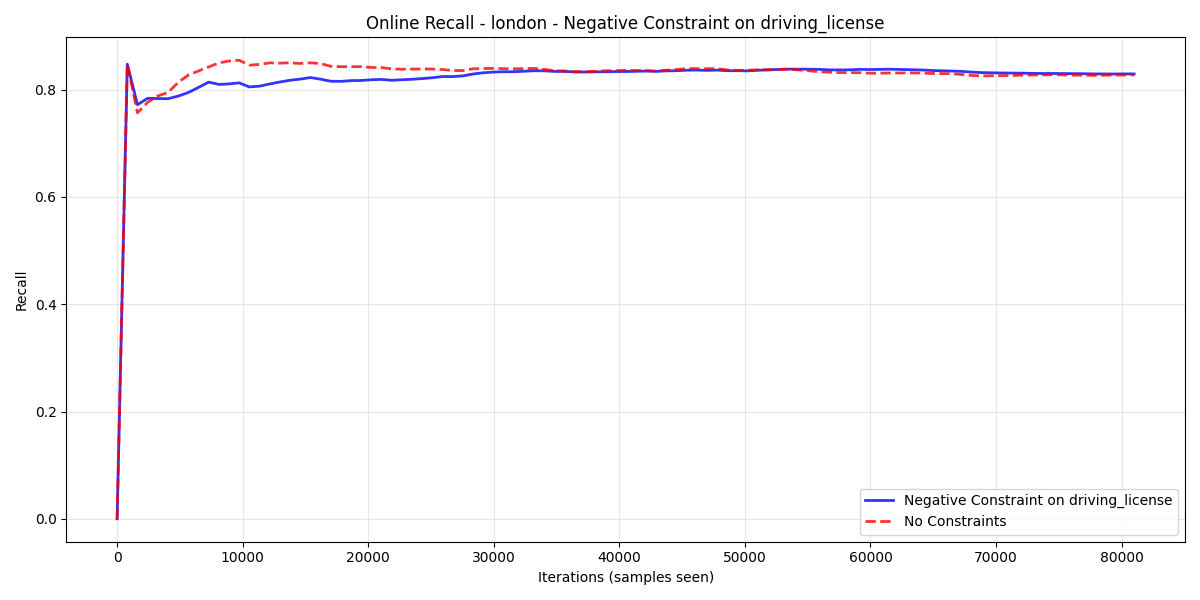 Online Recall - london - Negative Constraint on driving_license
Recall
0.8
0.6
0.4
0.2
0.0
Negative Constraint on driving_license
No Constraints
0 10000 20000 30000 40000 50000 60000 70000 80000
Iterations (samples seen)